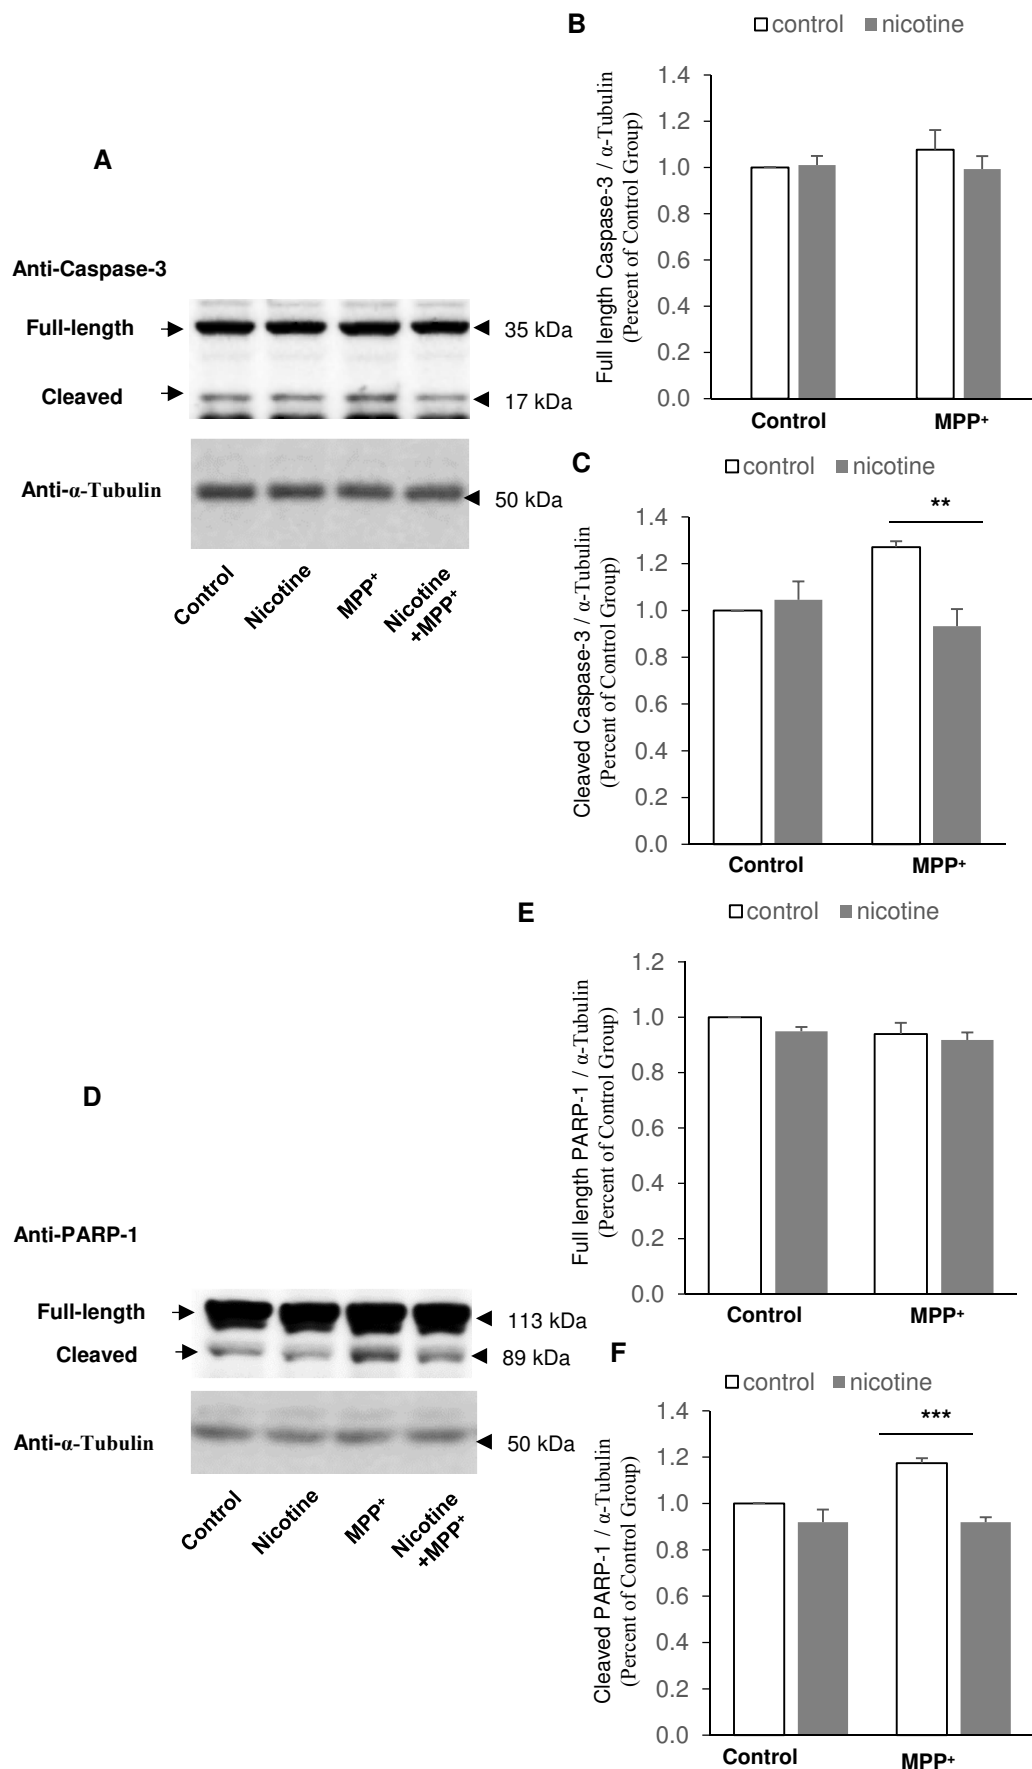 A
Anti-Caspase-3
Full-length
35 kDa
Cleaved
17 kDa
Anti-α-Tubulin
50 kDa
Control
Nicotine
MPP+
Nicotine
+MPP+
B
control nicotine
Full length Caspase-3 / α-Tubulin
(Percent of Control Group)
1.4
1.2
1.0
0.8
0.6
0.4
0.2
0.0
Control MPP+
C
control nicotine
Cleaved Caspase-3 / α-Tubulin
(Percent of Control Group)
1.4
1.2
1.0
0.8
0.6
0.4
0.2
0.0
**
Control MPP+
D
Anti-PARP-1
Full-length
113 kDa
Cleaved
89 kDa
Anti-α-Tubulin
50 kDa
Control
Nicotine
MPP+
Nicotine
+MPP+
E
control nicotine
Full length PARP-1 / α-Tubulin
(Percent of Control Group)
1.2
1.0
0.8
0.6
0.4
0.2
0.0
Control MPP+
F
control nicotine
Cleaved PARP-1 / α-Tubulin
(Percent of Control Group)
1.4
1.2
1.0
0.8
0.6
0.4
0.2
0.0
***
Control MPP+